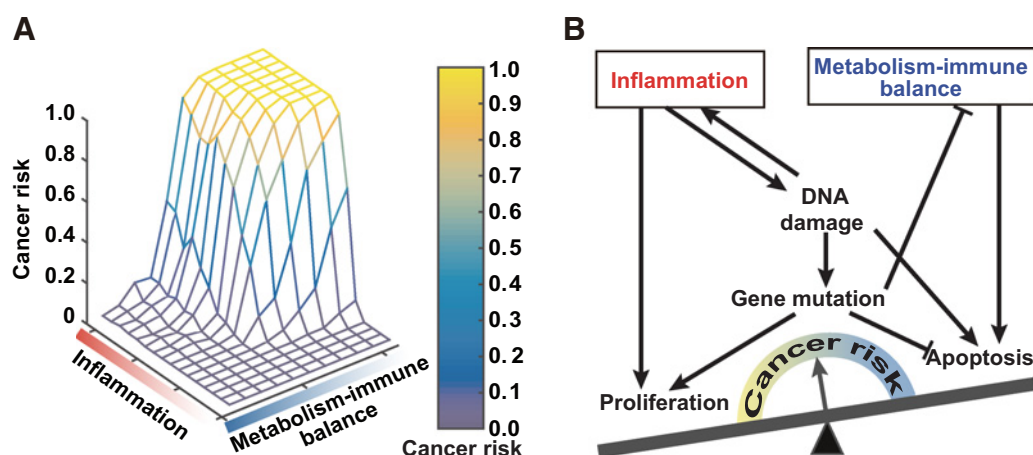 A
Cancer risk
1.0
0.8
0.6
0.4
0.2
0
Inflammation
Metabolism-immune
balance
1.0
0.9
0.8
0.7
0.6
0.5
0.4
0.3
0.2
0.1
0.0
Cancer risk
B
Inflammation
Metabolism-immune
balance
DNA
damage
Gene mutation
Cancer risk
Apoptosis
Proliferation